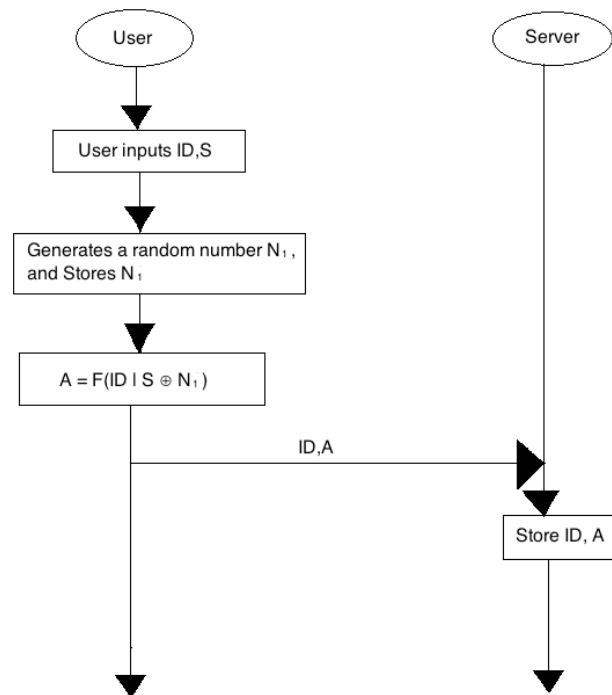 User
Server
User inputs ID,S
Generates a random number N₁ ,
and Stores N₁
A = F(ID | S ⊕ N₁ )
ID,A
Store ID, A